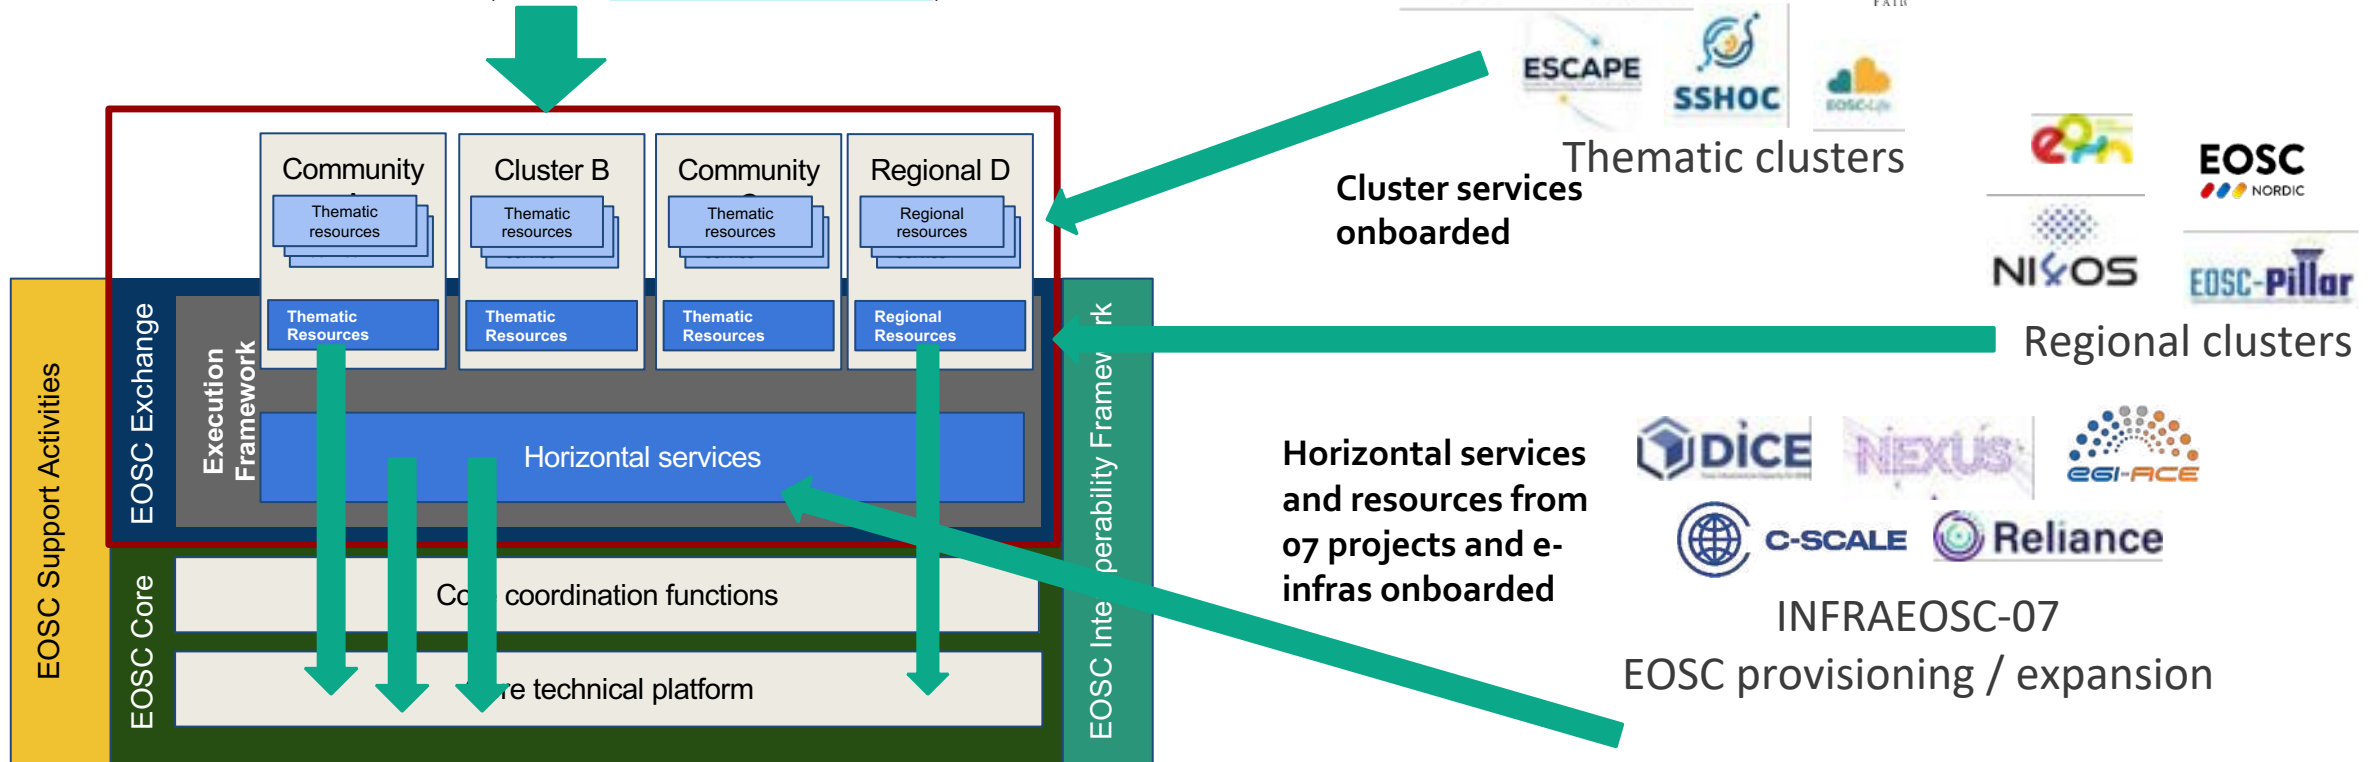 ESCAPE
SSHOC
EOSC-Life
Thematic clusters
Cluster services
onboarded
EOSC
NORDIC
NI4OS
EOSC-Pillar
Regional clusters
Community
Cluster B
Community
Regional D
Thematic
resources
Thematic
resources
Thematic
resources
Regional
resources
Thematic
Resources
Thematic
Resources
Thematic
Resources
Regional
Resources
EOSC Support Activities
EOSC Exchange
Execution
Framework
Horizontal services
EOSC Core
coordination functions
technical platform
Horizontal services
and resources from
07 projects and e-
infras onboarded
DICE
NEXUS
EGI-ACE
C-SCALE
Reliance
INFRAEOSC-07
EOSC provisioning / expansion